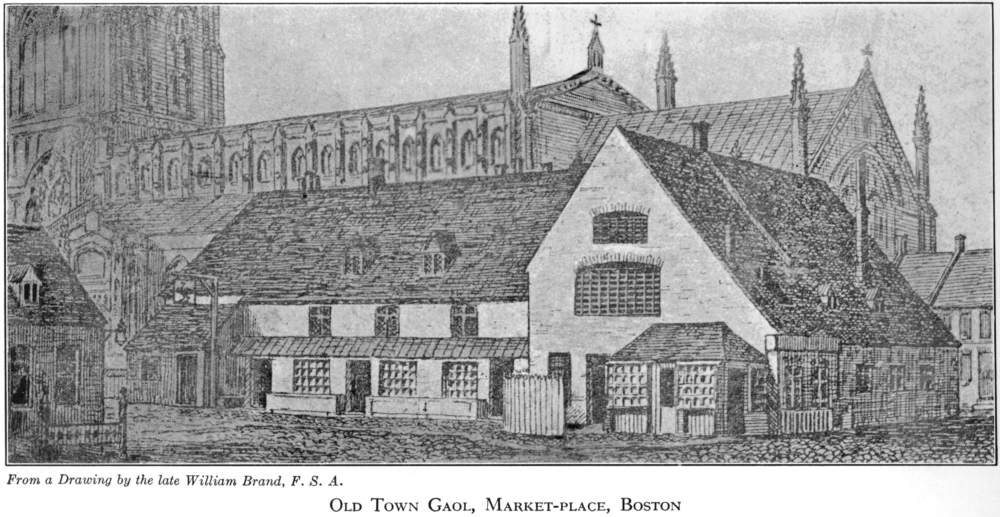 From a Drawing by the late William Brand, F. S. A.
OLD TOWN GAOL, MARKET-PLACE, BOSTON